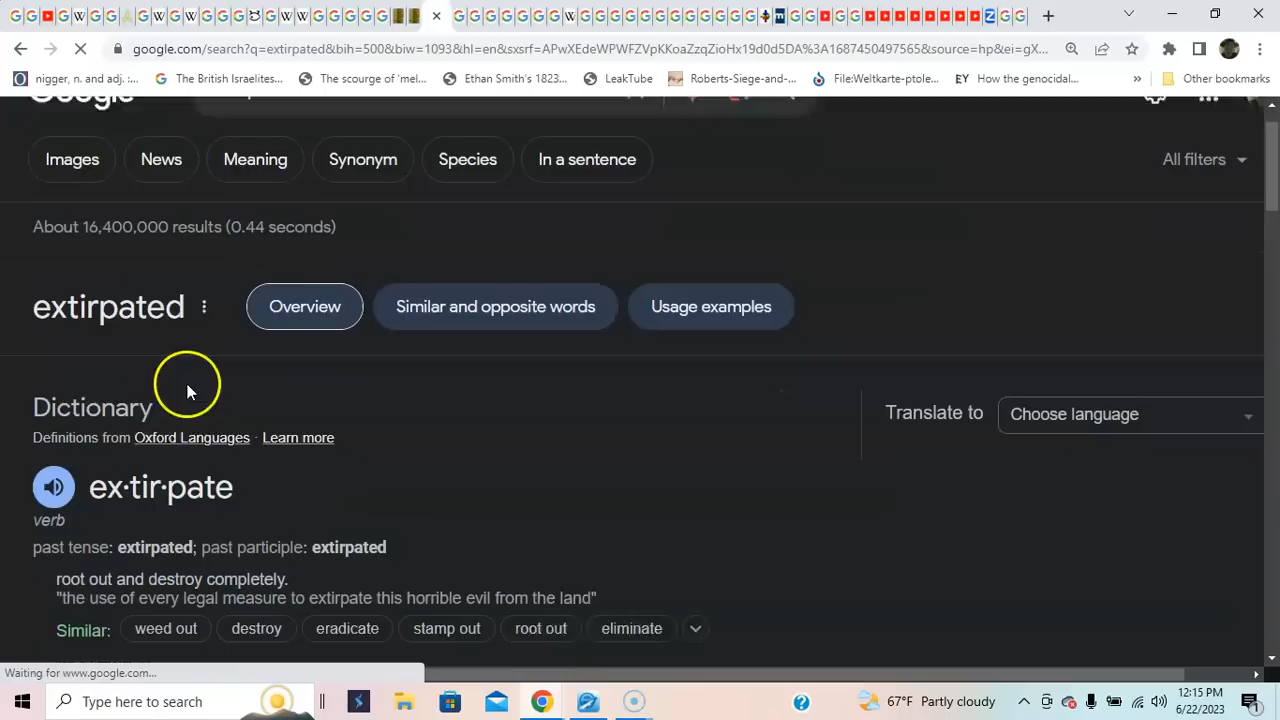 google.com/search?q=extirpated&bih=500&biw=1093&hl=en&sxsrf=APwXEdeWPWFZVpKKoaZzqZioHx19d0d5DA%3A1687450497565&source=hp&ei=gX...
nigger, n. and adj. :... The British Israelites... The scourge of 'mel... Ethan Smith's 1823... LeakTube Roberts-Siege-and-... File:Weltkarte-ptole... EY How the genocidal... » Other bookmarks
Google
Images News Meaning Synonym Species In a sentence All filters
About 16,400,000 results (0.44 seconds)
extirpated Overview Similar and opposite words Usage examples
Dictionary
Translate to Choose language
Definitions from Oxford Languages · Learn more
ex·tir·pate
verb
past tense: extirpated; past participle: extirpated
root out and destroy completely.
"the use of every legal measure to extirpate this horrible evil from the land"
Similar: weed out destroy eradicate stamp out root out eliminate
Waiting for www.google.com...
Type here to search 67°F Partly cloudy 12:15 PM
6/22/2023